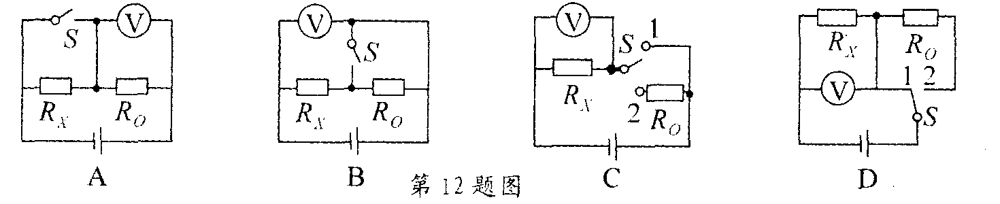 V S R_X R_O A
V S R_X R_O B
V S 1 R_X 2 R_O C
R_X R_O V 1 2 S D
第12题图